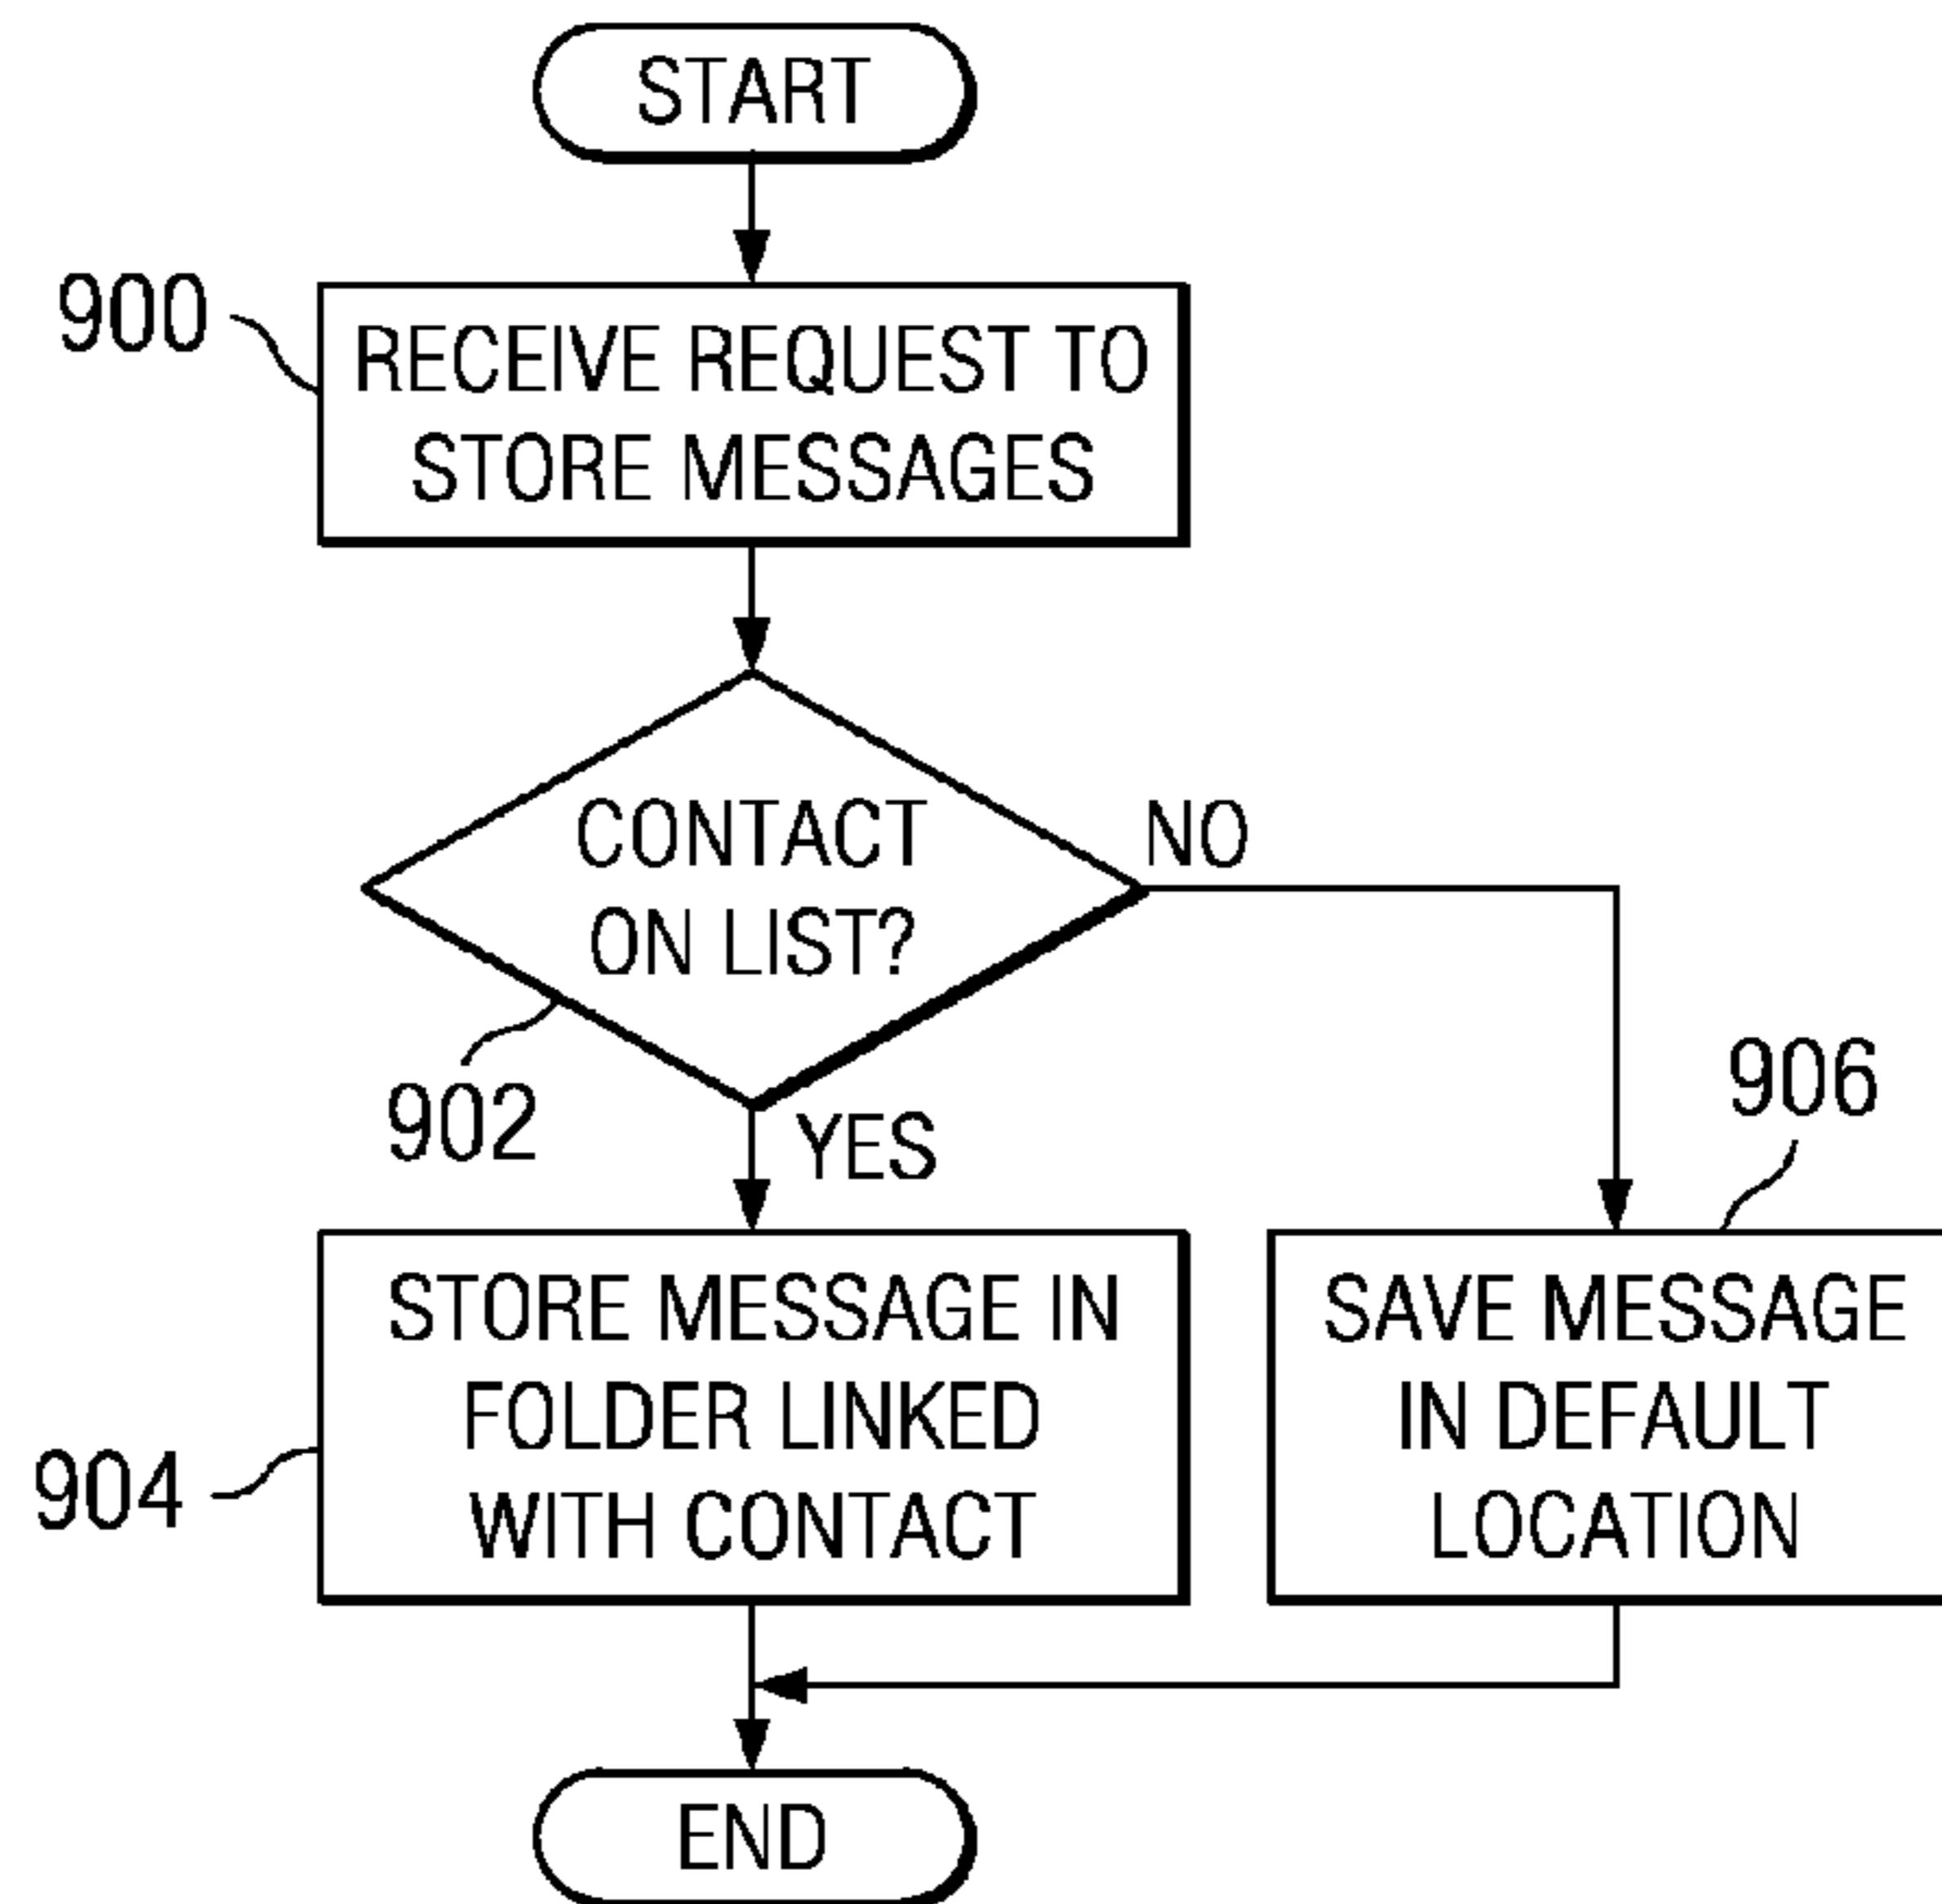 START
900
RECEIVE REQUEST TO
STORE MESSAGES
CONTACT
ON LIST?
NO
902
YES
906
904
STORE MESSAGE IN
FOLDER LINKED
WITH CONTACT
SAVE MESSAGE
IN DEFAULT
LOCATION
END